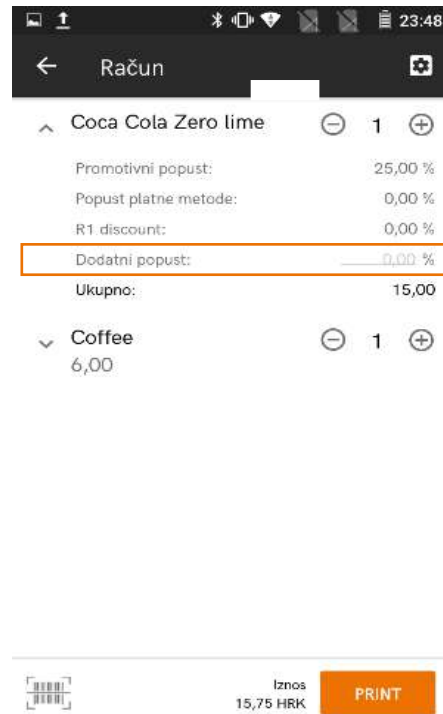 23:48
Račun
Coca Cola Zero lime 1
Promotivni popust: 25,00 %
Popust platne metode: 0,00 %
R1 discount: 0,00 %
Dodatni popust: 0,00 %
Ukupno: 15,00
Coffee 1
6,00
Iznos
15,75 HRK
PRINT